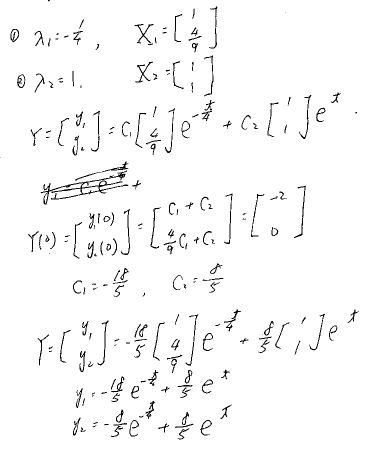 ① λ₁ = -1/4, X₁ = [1; 4/9]
② λ₂ = 1. X₂ = [1; 1]
Y = [y₁; y₂] = C₁ [1; 4/9] e^(-t/4) + C₂ [1; 1] e^t.
Y(0) = [y₁(0); y₂(0)] = [C₁ + C₂; 4/9 C₁ + C₂] = [-2; 0]
C₁ = -18/5, C₂ = 8/5
Y = [y₁; y₂] = -18/5 [1; 4/9] e^(-t/4) + 8/5 [1; 1] e^t
y₁ = -18/5 e^(-t/4) + 8/5 e^t
y₂ = -8/5 e^(-t/4) + 8/5 e^t